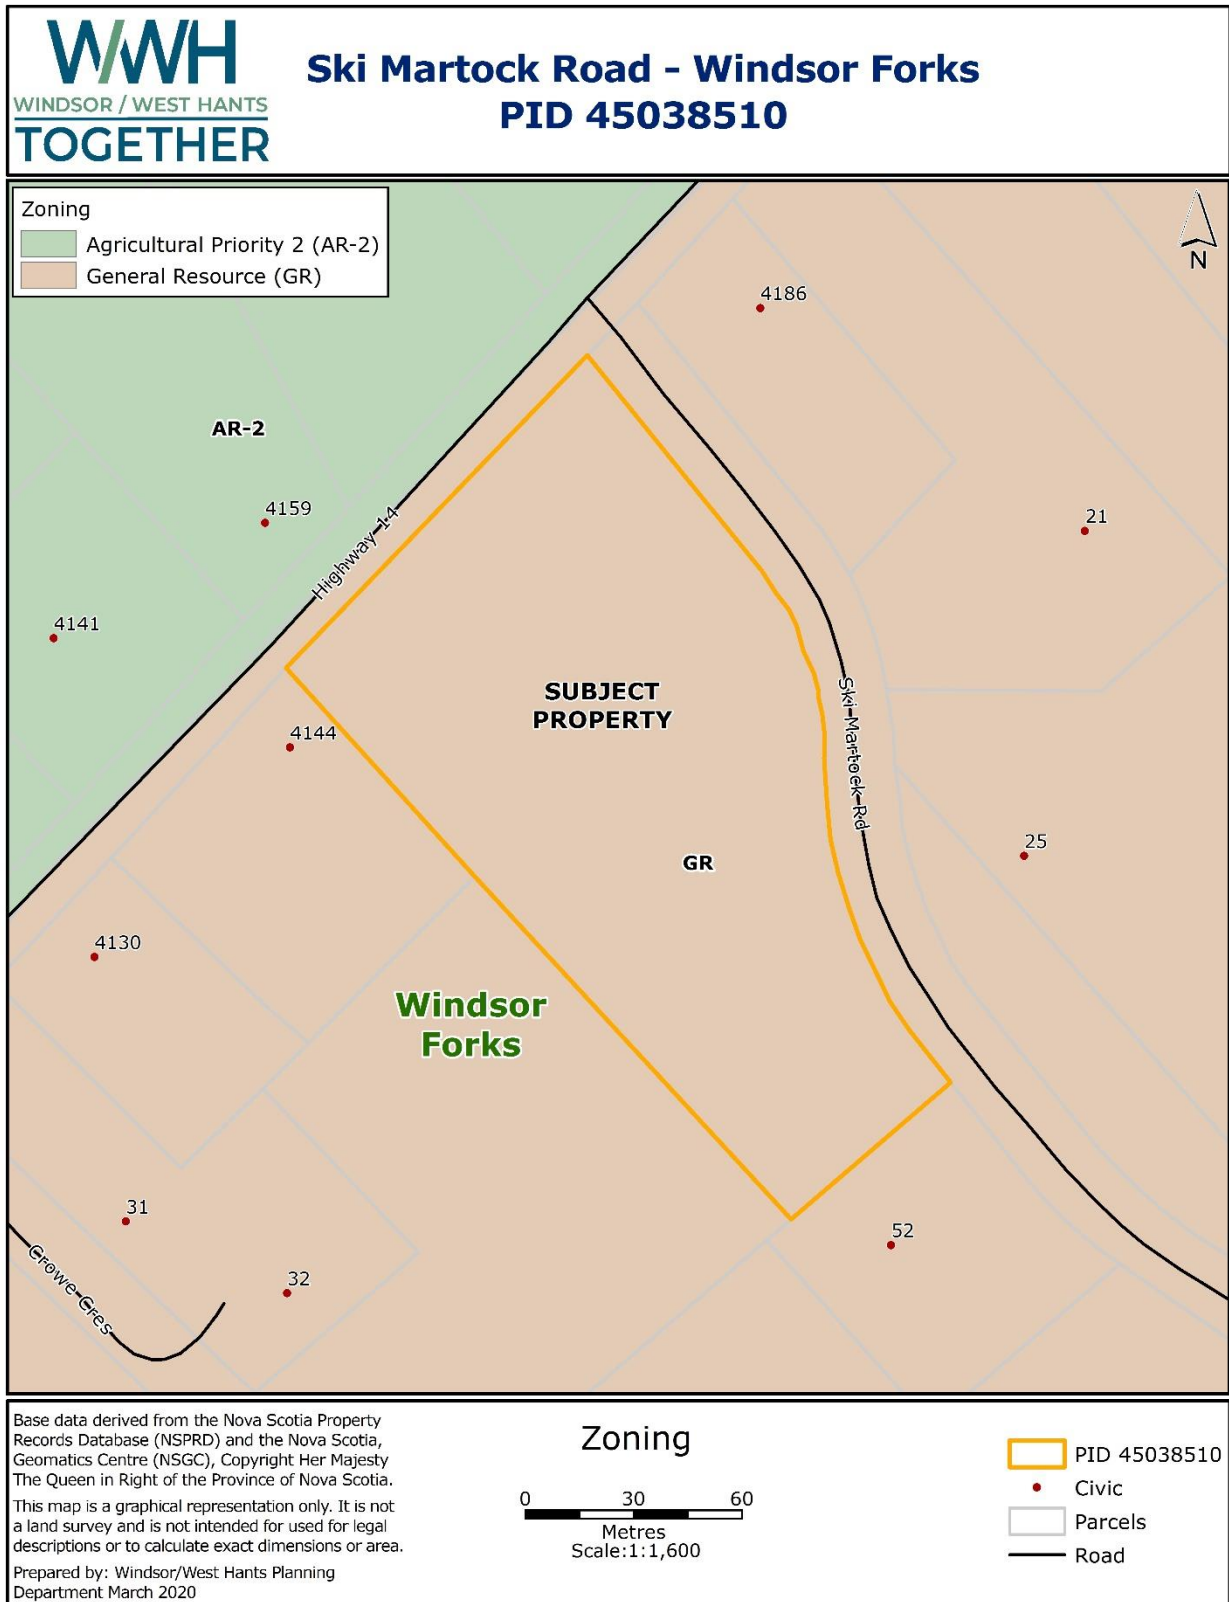 WWH
WINDSOR / WEST HANTS
TOGETHER
Ski Martock Road - Windsor Forks
PID 45038510
Zoning
Agricultural Priority 2 (AR-2)
General Resource (GR)
N
4186
AR-2
4159
21
Highway 14
4141
SUBJECT
PROPERTY
Ski Martock Rd
4144
25
GR
4130
Windsor
Forks
31
52
32
Crowe Cres
Base data derived from the Nova Scotia Property
Records Database (NSPRD) and the Nova Scotia,
Geomatics Centre (NSGC), Copyright Her Majesty
The Queen in Right of the Province of Nova Scotia.
This map is a graphical representation only. It is not
a land survey and is not intended for used for legal
descriptions or to calculate exact dimensions or area.
Prepared by: Windsor/West Hants Planning
Department March 2020
Zoning
0 30 60
Metres
Scale:1:1,600
PID 45038510
Civic
Parcels
Road